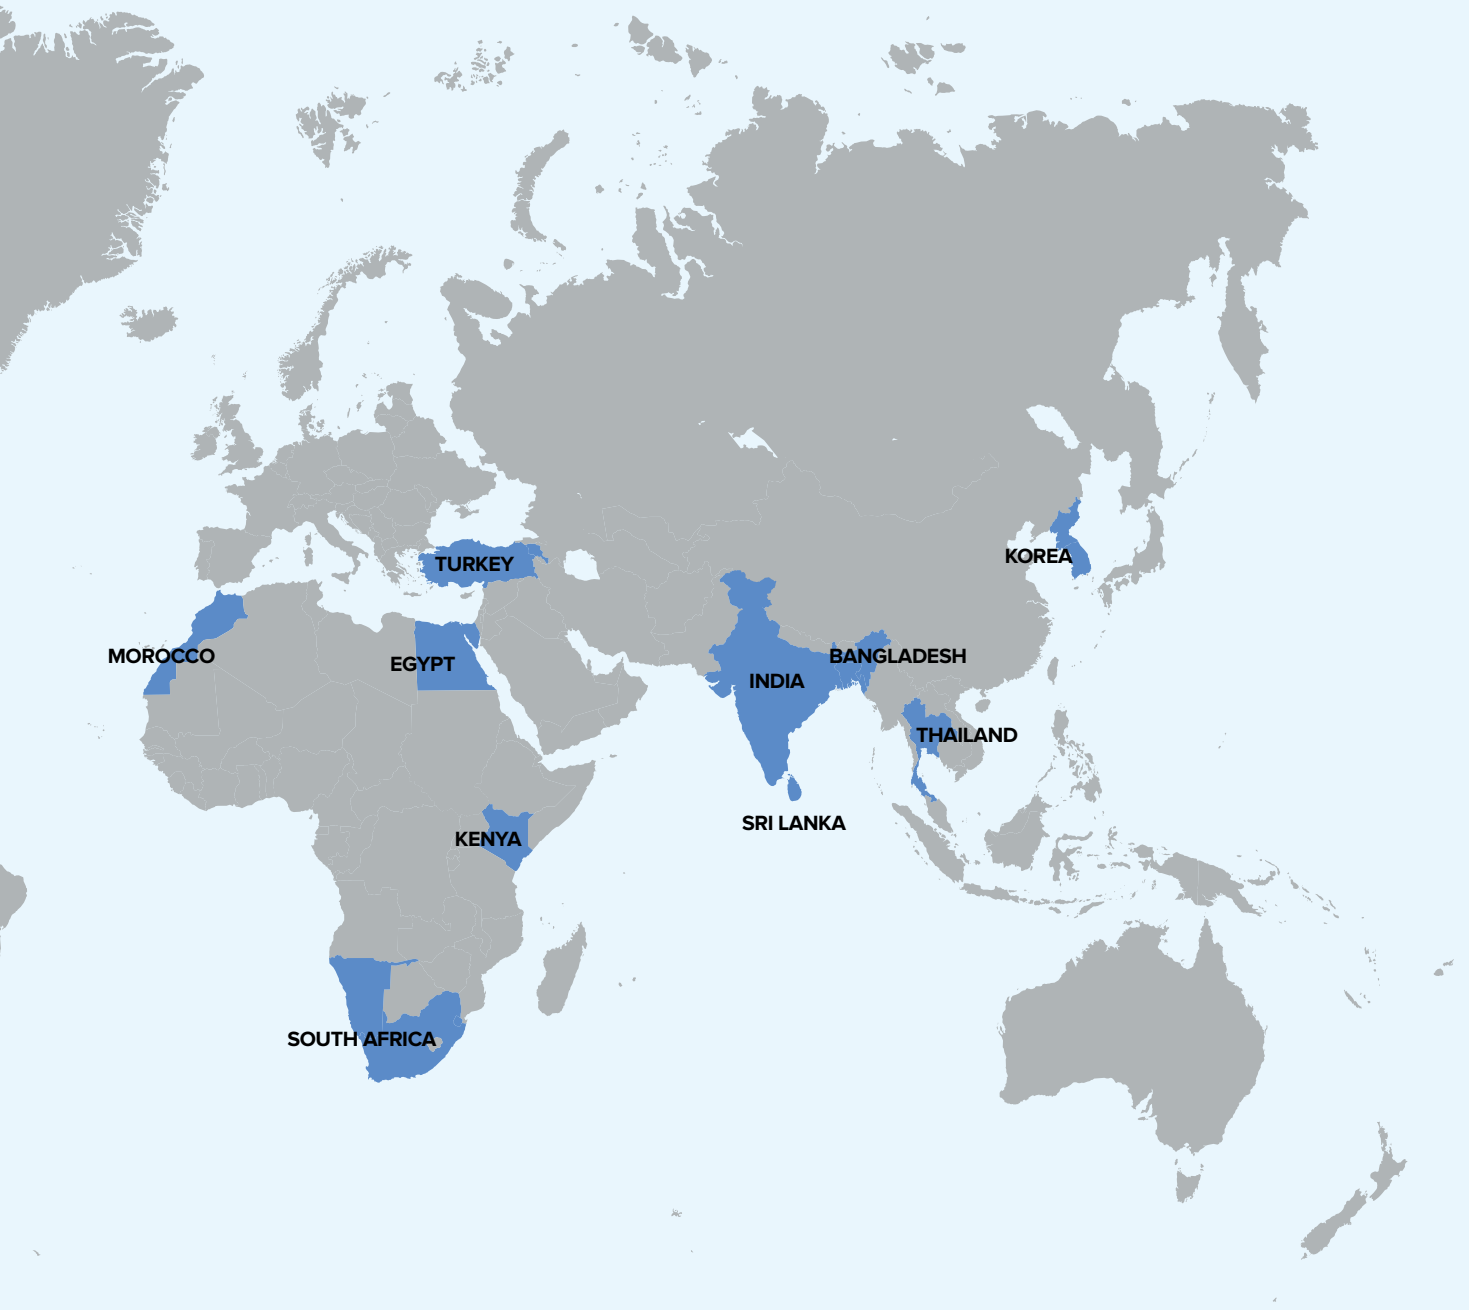 KOREA
TURKEY
MOROCCO
EGYPT
BANGLADESH
INDIA
THAILAND
SRI LANKA
KENYA
SOUTH AFRICA